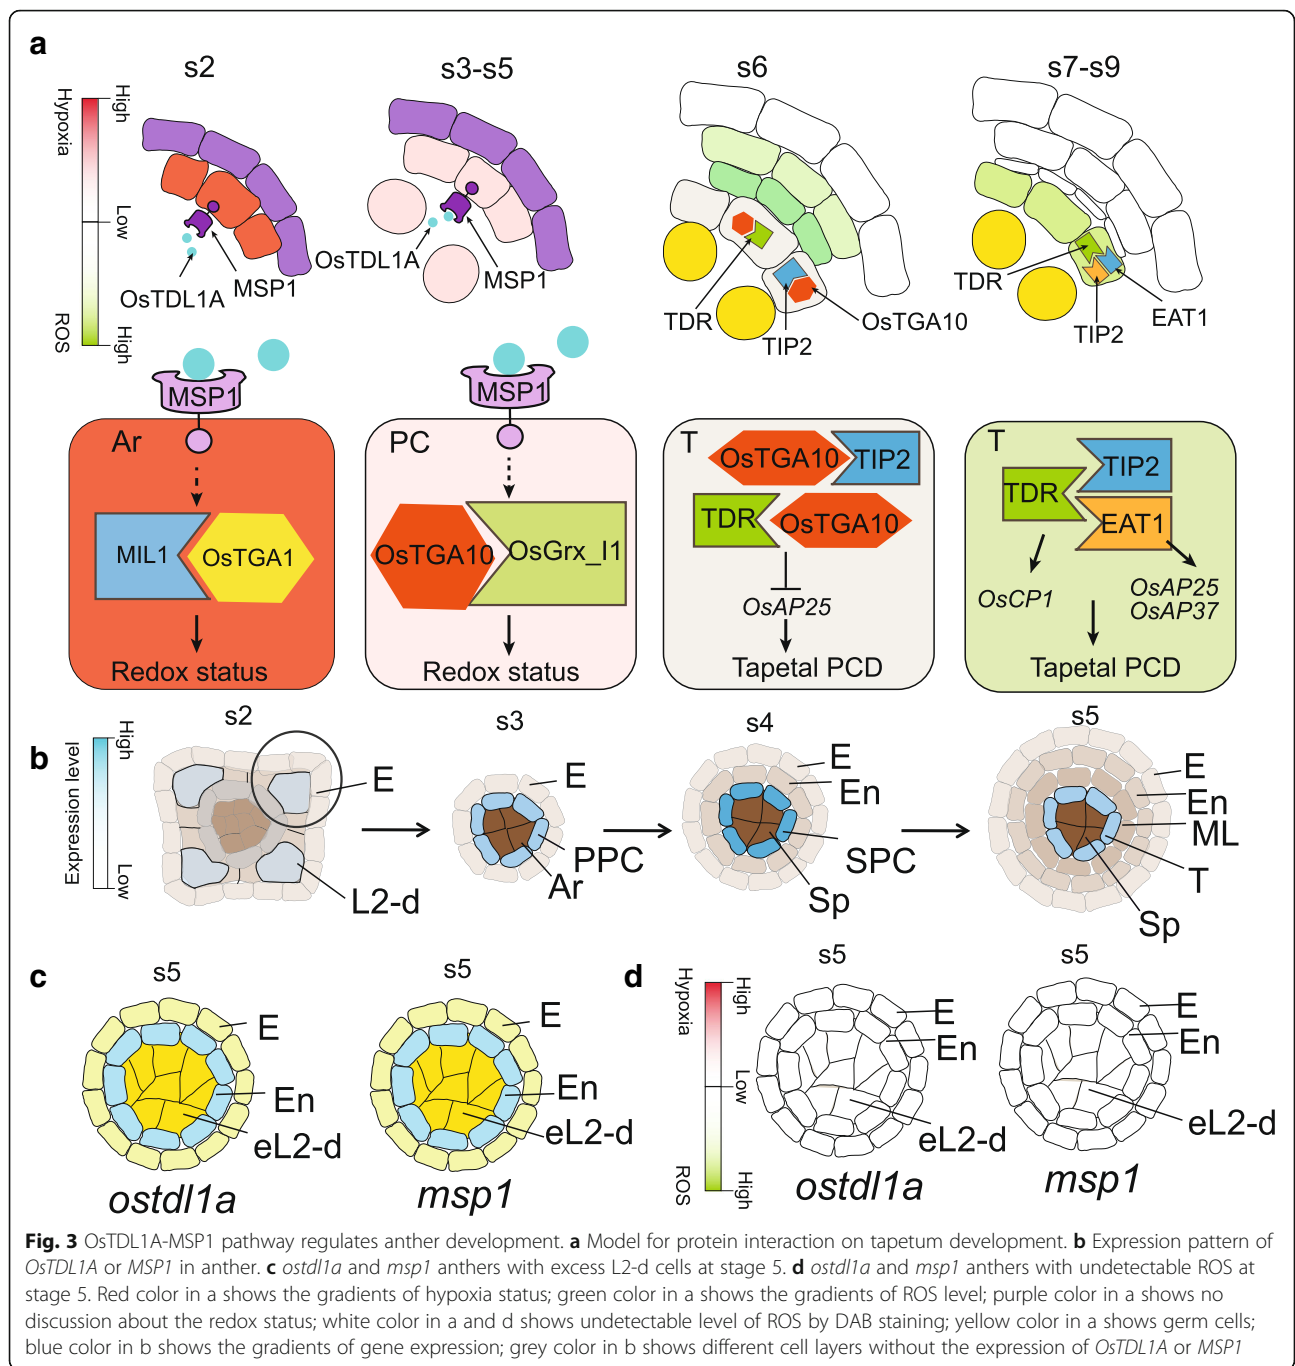 a
s2
s3-s5
s6
s7-s9
Hypoxia
High
Low
ROS
High
OsTDL1A
MSP1
OsTDL1A
MSP1
TDR
TIP2
OsTGA10
TDR
TIP2
EAT1
MSP1
MSP1
Ar
MIL1
OsTGA1
Redox status
PC
OsTGA10
OsGrx_I1
Redox status
T
OsTGA10
TIP2
TDR
OsTGA10
OsAP25
Tapetal PCD
T
TDR
TIP2
EAT1
OsCP1
OsAP25
OsAP37
Tapetal PCD
b
Expression level
High
Low
s2
E
L2-d
s3
E
PPC
Ar
s4
E
En
SPC
Sp
s5
E
En
ML
T
Sp
c
s5
E
En
eL2-d
ostdl1a
s5
E
En
eL2-d
msp1
d
Hypoxia
High
Low
ROS
High
s5
E
En
eL2-d
ostdl1a
s5
E
En
eL2-d
msp1
Fig. 3 OsTDL1A-MSP1 pathway regulates anther development. a Model for protein interaction on tapetum development. b Expression pattern of
OsTDL1A or MSP1 in anther. c ostdl1a and msp1 anthers with excess L2-d cells at stage 5. d ostdl1a and msp1 anthers with undetectable ROS at
stage 5. Red color in a shows the gradients of hypoxia status; green color in a shows the gradients of ROS level; purple color in a shows no
discussion about the redox status; white color in a and d shows undetectable level of ROS by DAB staining; yellow color in a shows germ cells;
blue color in b shows the gradients of gene expression; grey color in b shows different cell layers without the expression of OsTDL1A or MSP1